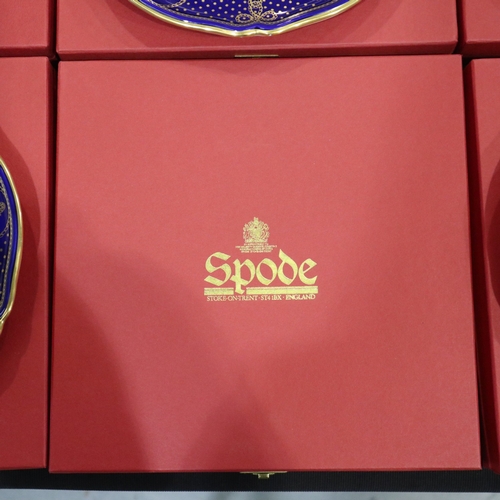 Spode
STOKE-ON-TRENT · ST4 1BX · ENGLAND